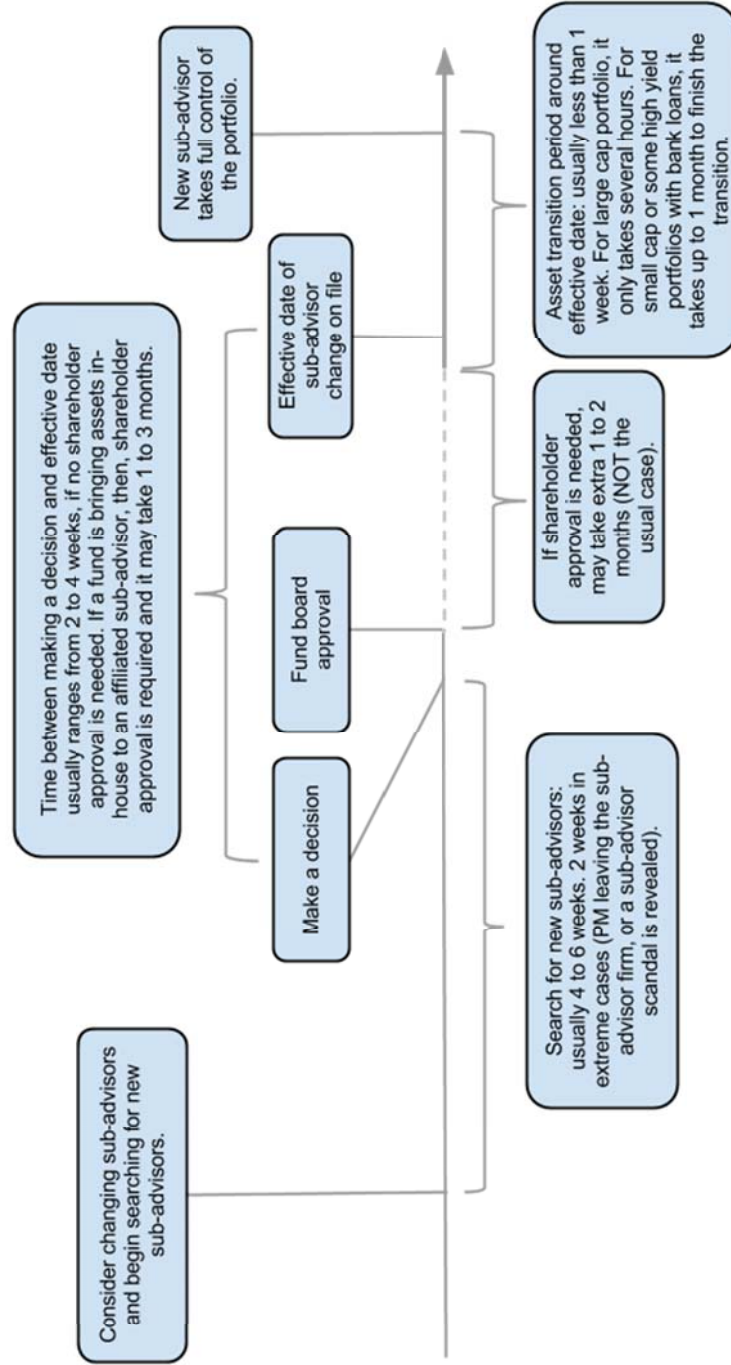 Consider changing sub-advisors
and begin searching for new
sub-advisors.
Time between making a decision and effective date
usually ranges from 2 to 4 weeks, if no shareholder
approval is needed. If a fund is bringing assets in-
house to an affiliated sub-advisor, then, shareholder
approval is required and it may take 1 to 3 months.
New sub-advisor
takes full control of
the portfolio.
Make a decision
Fund board
approval
Effective date of
sub-advisor
change on file
Search for new sub-advisors:
usually 4 to 6 weeks. 2 weeks in
extreme cases (PM leaving the sub-
advisor firm, or a sub-advisor
scandal is revealed).
If shareholder
approval is needed,
may take extra 1 to 2
months (NOT the
usual case).
Asset transition period around
effective date: usually less than 1
week. For large cap portfolio, it
only takes several hours. For
small cap or some high yield
portfolios with bank loans, it
takes up to 1 month to finish the
transition.